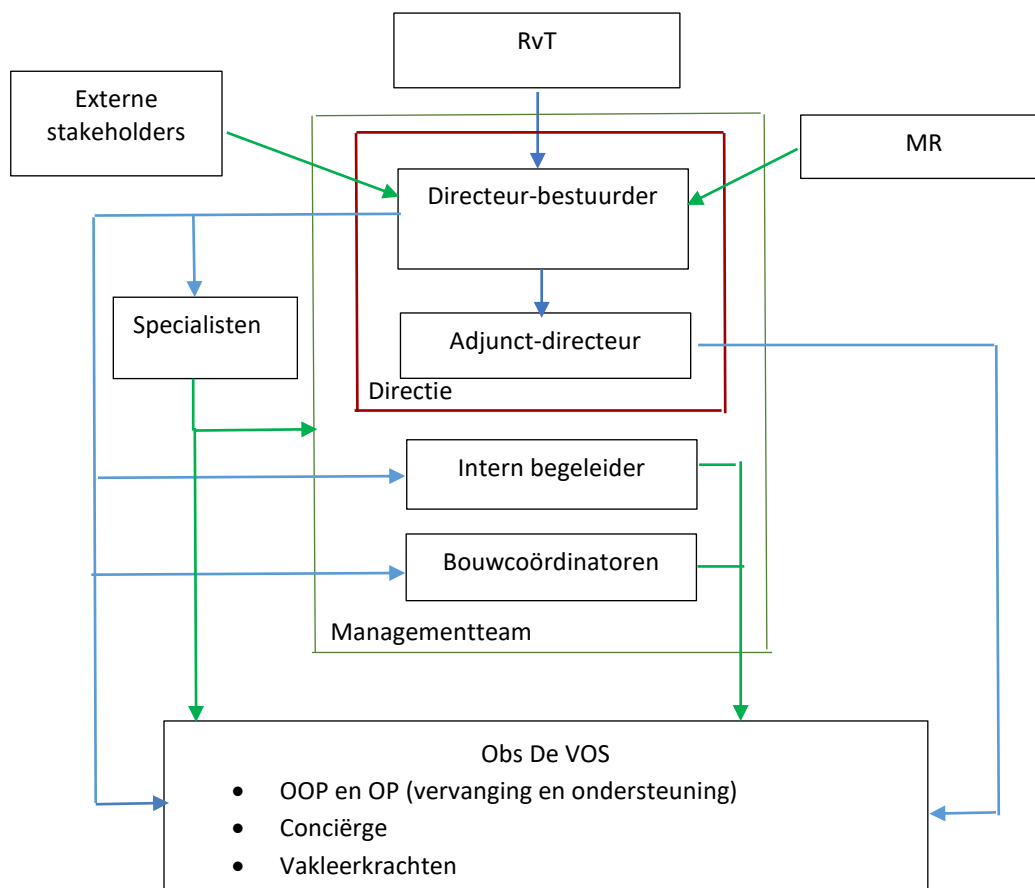 RvT
Externe
stakeholders
MR
Directeur-bestuurder
Specialisten
Adjunct-directeur
Directie
Intern begeleider
Bouwcoördinatoren
Managementteam
Obs De VOS
• OOP en OP (vervanging en ondersteuning)
• Conciërge
• Vakleerkrachten